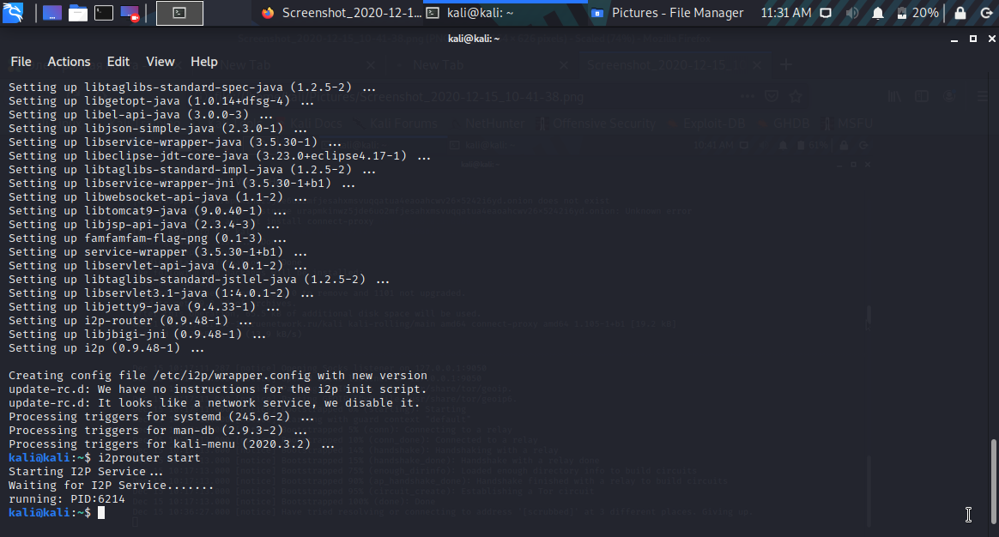 Screenshot_2020-12-1... kali@kali: ~ Pictures - File Manager 11:31 AM 20%
kali@kali: ~
File Actions Edit View Help
Setting up libtaglibs-standard-spec-java (1.2.5-2) ...
Setting up libgetopt-java (1.0.14+dfsg-4) ...
Setting up libel-api-java (3.0.0-3) ...
Setting up libjson-simple-java (2.3.0-1) ...
Setting up libservice-wrapper-java (3.5.30-1) ...
Setting up libeclipse-jdt-core-java (3.23.0+eclipse4.17-1) ...
Setting up libtaglibs-standard-impl-java (1.2.5-2) ...
Setting up libservice-wrapper-jni (3.5.30-1+b1) ...
Setting up libwebsocket-api-java (1.1-2) ...
Setting up libtomcat9-java (9.0.40-1) ...
Setting up libjsp-api-java (2.3.4-3) ...
Setting up famfamfam-flag-png (0.1-3) ...
Setting up service-wrapper (3.5.30-1+b1) ...
Setting up libservlet-api-java (4.0.1-2) ...
Setting up libtaglibs-standard-jstlel-java (1.2.5-2) ...
Setting up libservlet3.1-java (1:4.0.1-2) ...
Setting up libjetty9-java (9.4.33-1) ...
Setting up i2p-router (0.9.48-1) ...
Setting up libjbigi-jni (0.9.48-1) ...
Setting up i2p (0.9.48-1) ...
Creating config file /etc/i2p/wrapper.config with new version
update-rc.d: We have no instructions for the i2p init script.
update-rc.d: It looks like a network service, we disable it.
Processing triggers for systemd (245.6-2) ...
Processing triggers for man-db (2.9.3-2) ...
Processing triggers for kali-menu (2020.3.2) ...
kali@kali:~$ i2prouter start
Starting I2P Service...
Waiting for I2P Service.......
running: PID:6214
kali@kali:~$